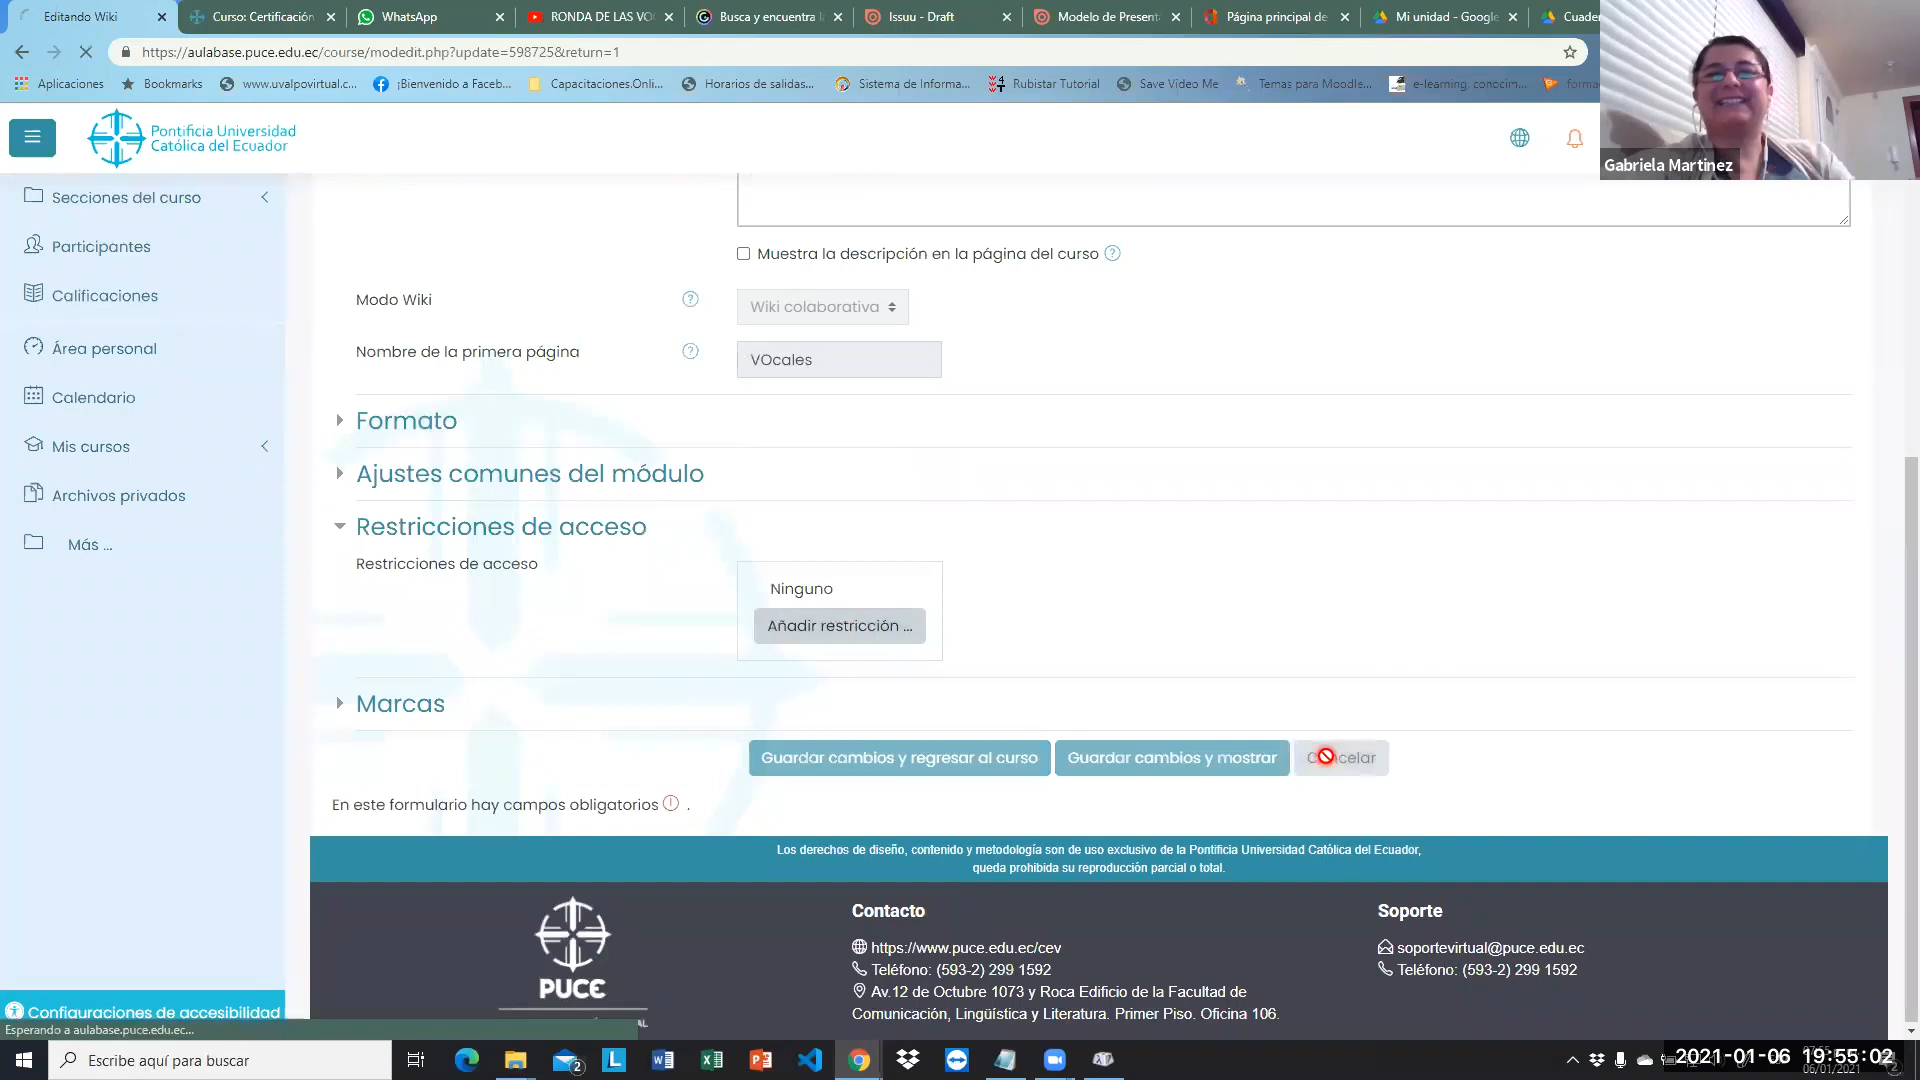 Editando Wiki
Curso: Certificación
WhatsApp
RONDA DE LAS VO
Busca y encuentra l
Issuu - Draft
Modelo de Present
Página principal de
Mi unidad - Google
Cuade
https://aulabase.puce.edu.ec/course/modedit.php?update=598725&return=1
Aplicaciones
Bookmarks
www.uvalpovirtual.c...
¡Bienvenido a Faceb...
Capacitaciones.Onli...
Horarios de salidas...
Sistema de Informa...
Rubistar Tutorial
Save Video Me
Temas para Moodle...
e-learning, conocim...
forma
Gabriela Martinez
Pontificia Universidad
Católica del Ecuador
Secciones del curso
Participantes
Calificaciones
Área personal
Calendario
Mis cursos
Archivos privados
Más ...
Configuraciones de accesibilidad
Esperando a aulabase.puce.edu.ec...
Muestra la descripción en la página del curso
Modo Wiki
Wiki colaborativa
Nombre de la primera página
VOcales
Formato
Ajustes comunes del módulo
Restricciones de acceso
Restricciones de acceso
Ninguno
Añadir restricción ...
Marcas
Guardar cambios y regresar al curso
Guardar cambios y mostrar
Cancelar
En este formulario hay campos obligatorios .
Los derechos de diseño, contenido y metodología son de uso exclusivo de la Pontificia Universidad Católica del Ecuador,
queda prohibida su reproducción parcial o total.
PUCE
Contacto
https://www.puce.edu.ec/cev
Teléfono: (593-2) 299 1592
Av.12 de Octubre 1073 y Roca Edificio de la Facultad de
Comunicación, Lingüística y Literatura. Primer Piso. Oficina 106.
Soporte
soportevirtual@puce.edu.ec
Teléfono: (593-2) 299 1592
Escribe aquí para buscar
2021-01-06 19:55:02
06/01/2021